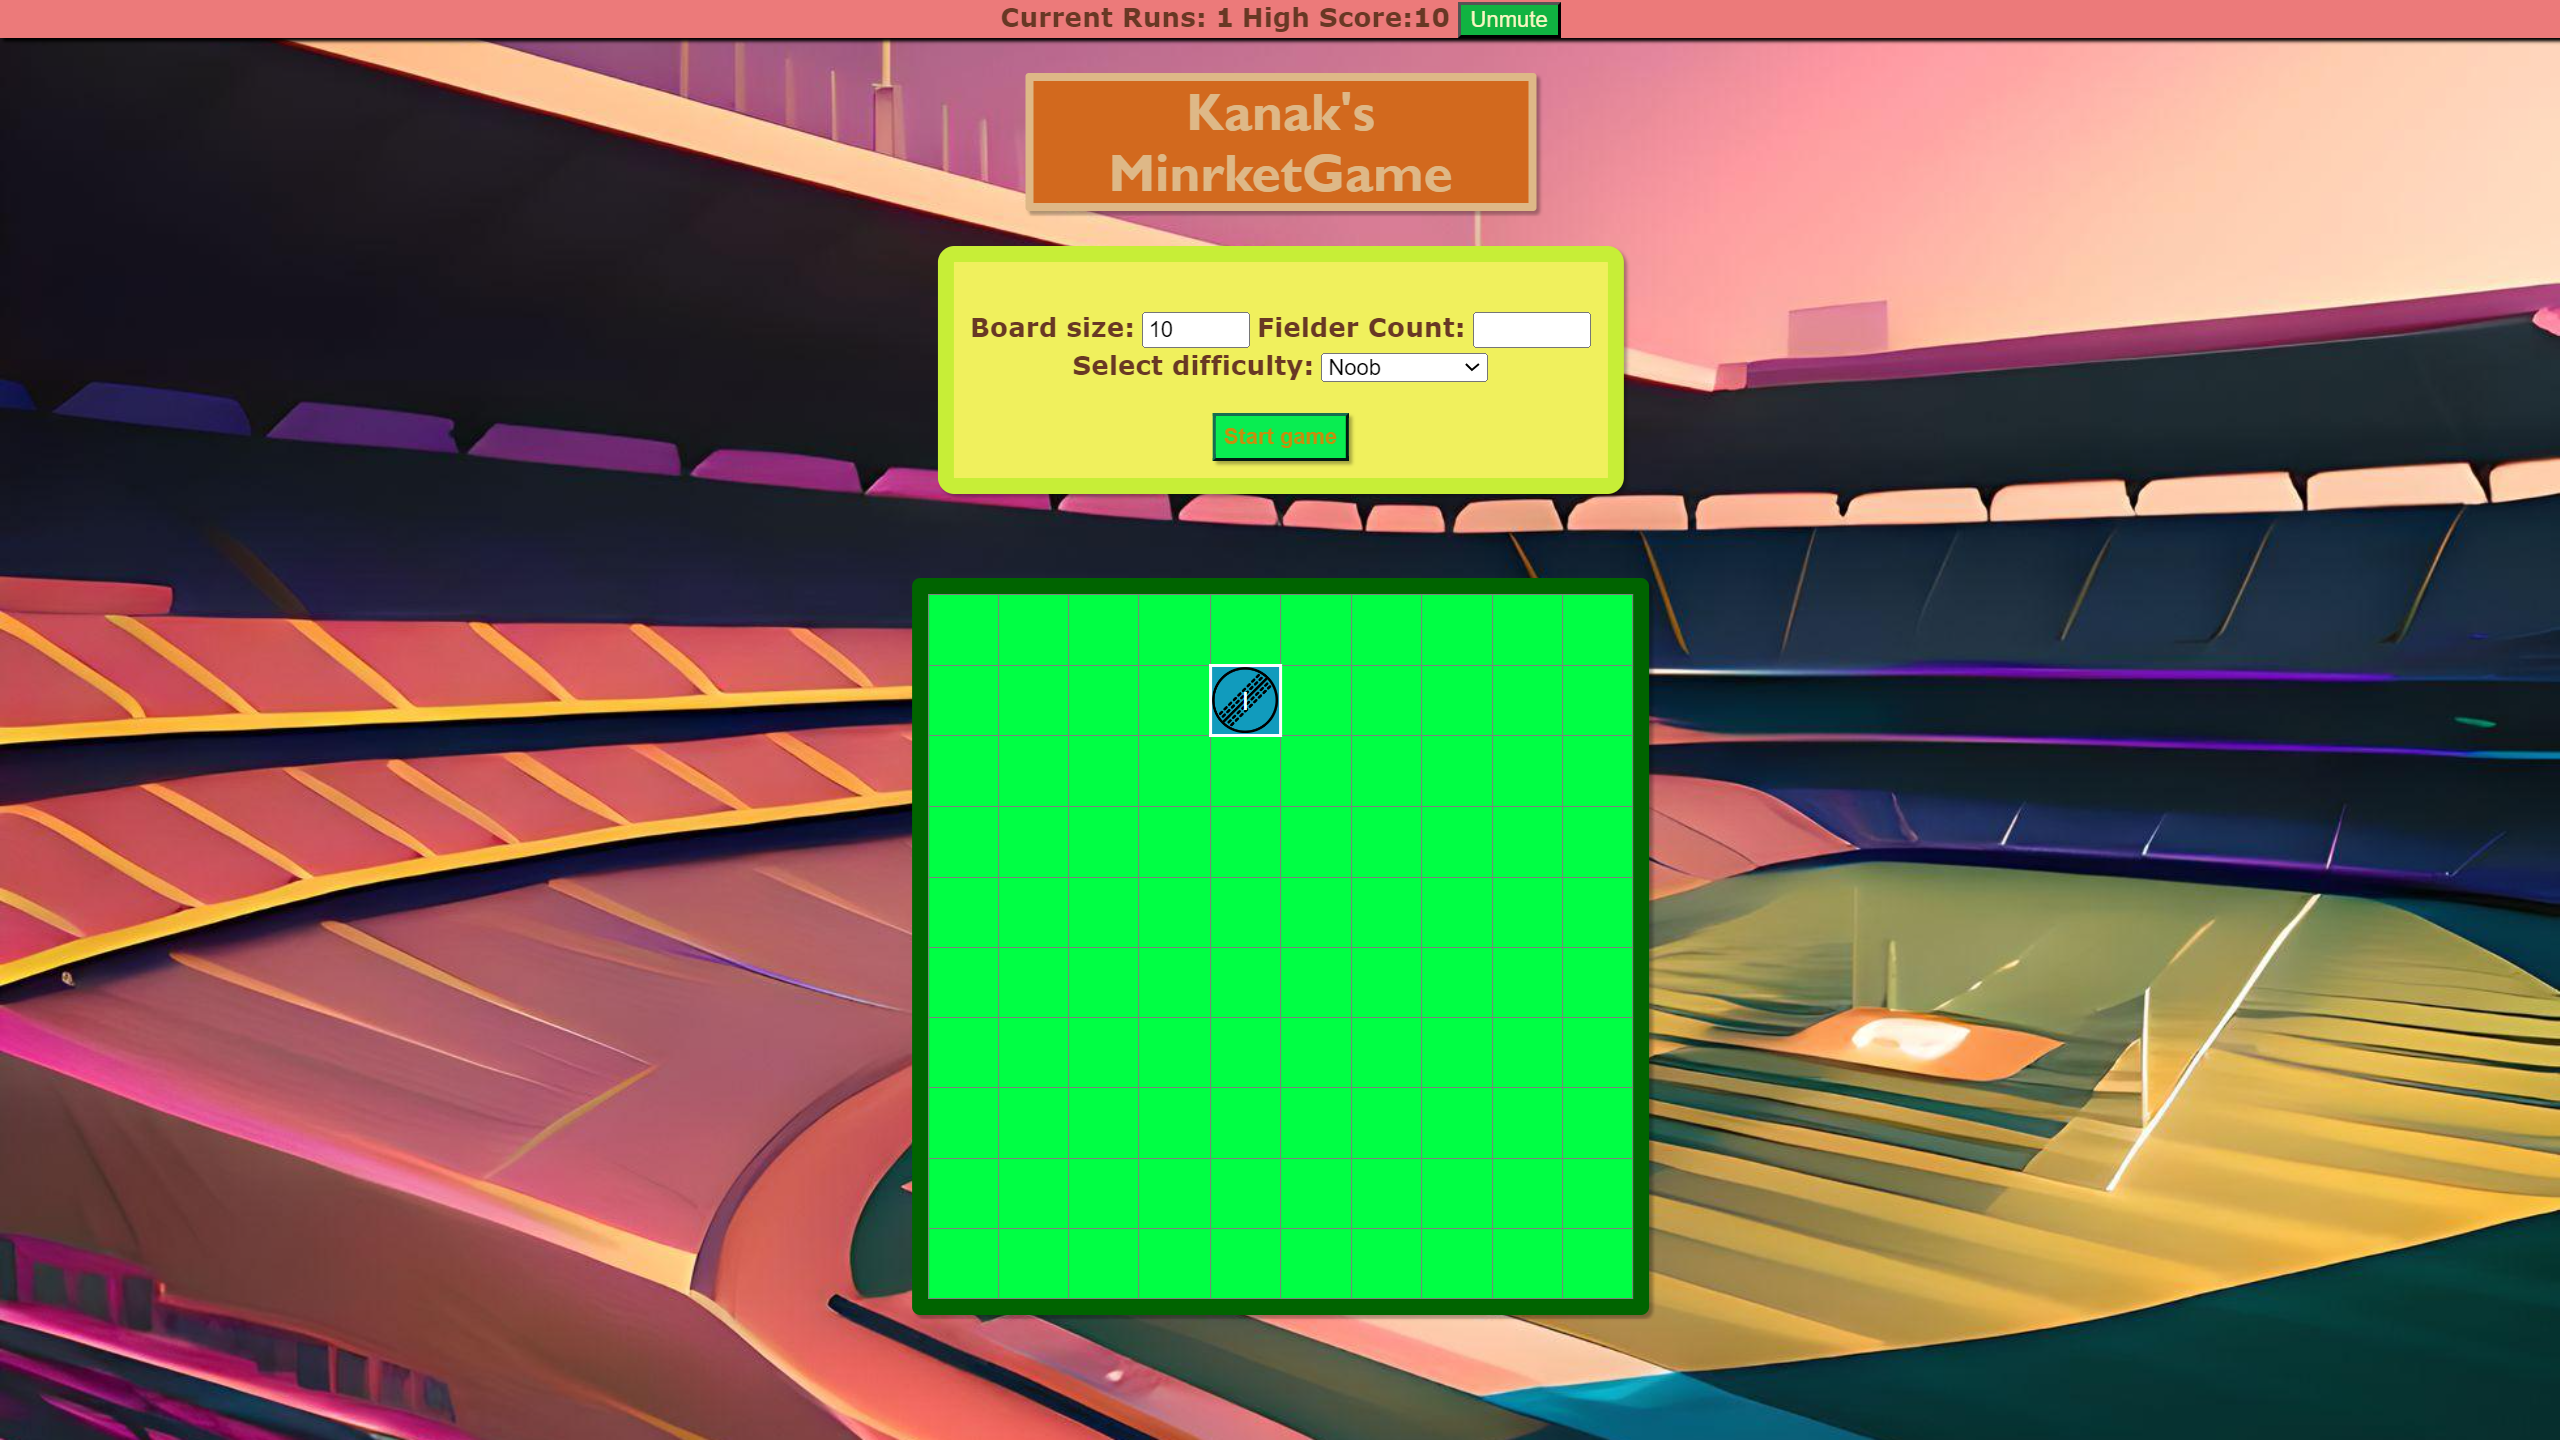 Current Runs: 1 High Score:10 Unmute
Kanak's
MinrketGame
Board size: 10 Fielder Count:
Select difficulty: Noob
Start game
1